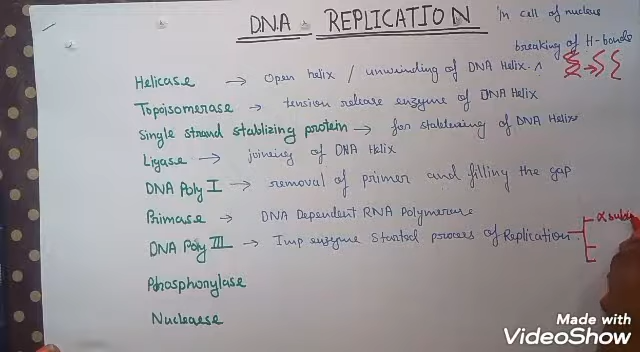 DNA REPLICATION in cell of nucleus
breaking of H-bonds
Helicase → Open helix / unwinding of DNA Helix.
Topoisomerase → tension release enzyme of DNA Helix
Single strand stablizing protein → for stablizing of DNA Helix
Ligase → joining of DNA Helix
DNA Poly I → removal of primer and filling the gap
Primase → DNA Dependent RNA Polymerase
DNA Poly III → Imp enzyme started process of Replication
Phosphorylase
Nuclease
Made with
VideoShow